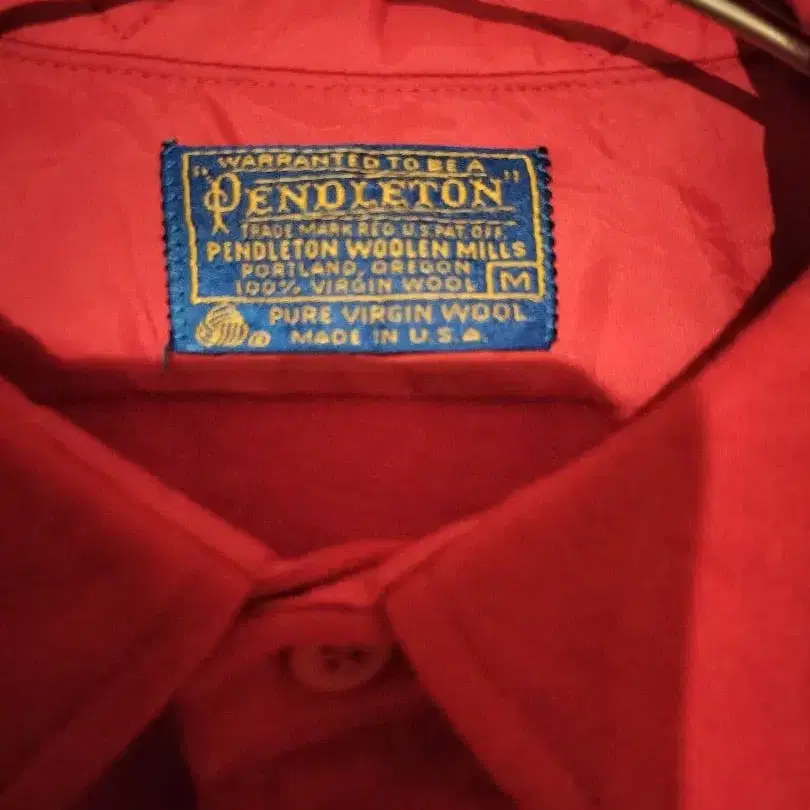 WARRANTED TO BE A
"PENDLETON"
TRADE MARK REG. U.S. PAT. OFF.
PENDLETON WOOLEN MILLS
PORTLAND, OREGON
100% VIRGIN WOOL M
PURE VIRGIN WOOL
® MADE IN U.S.A.